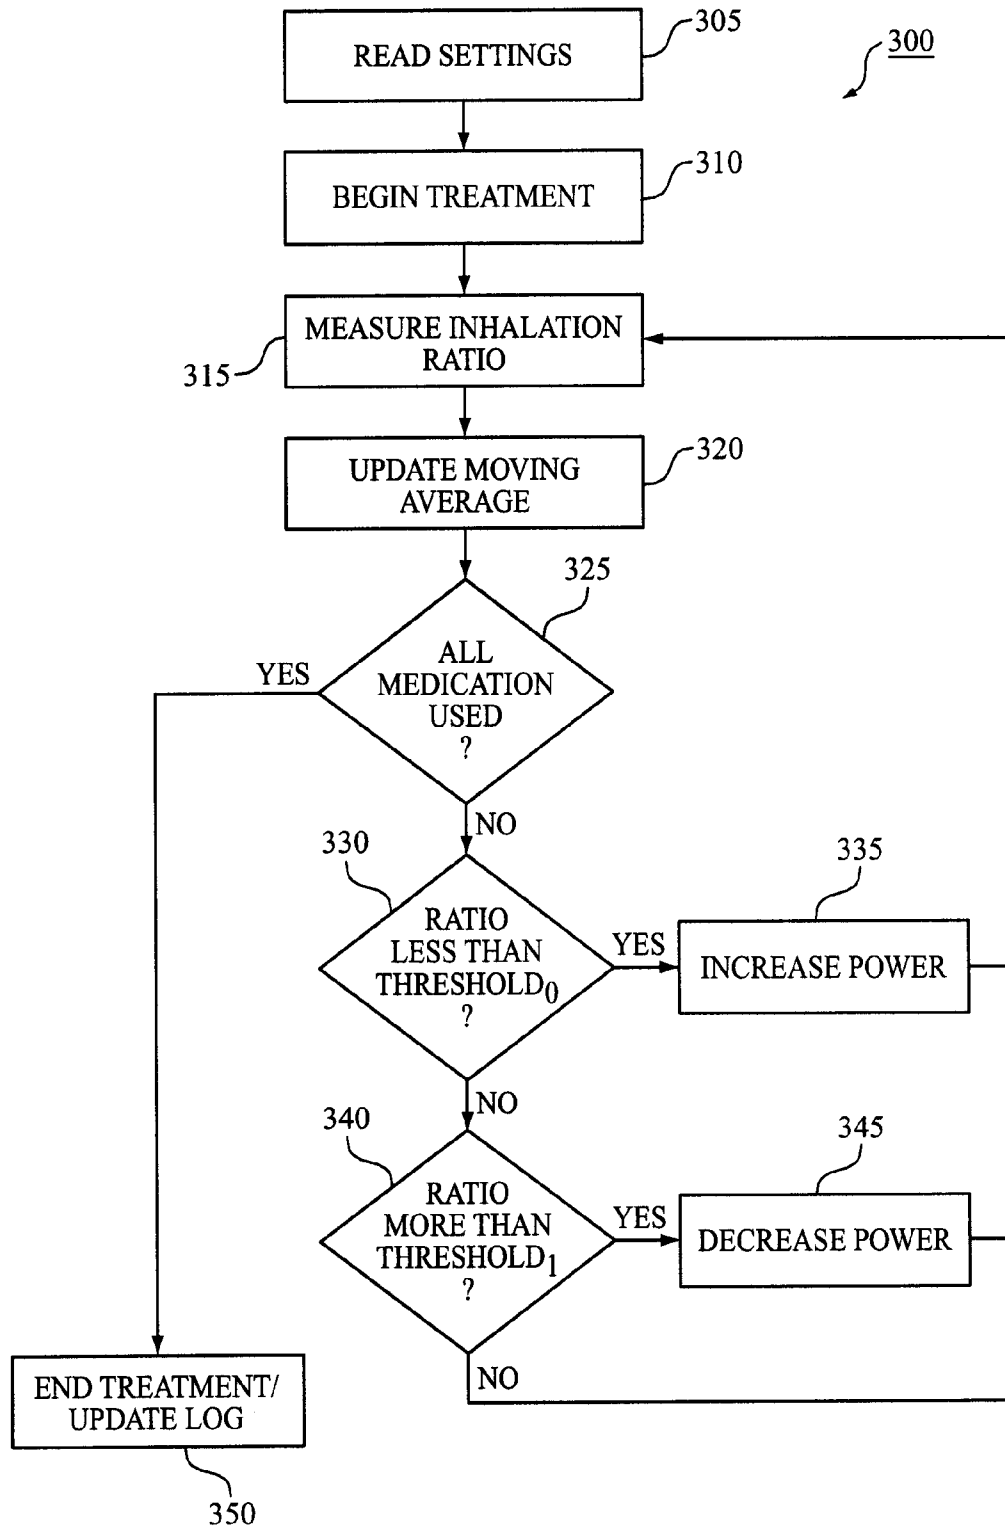 305
READ SETTINGS
300
310
BEGIN TREATMENT
MEASURE INHALATION
RATIO
315
320
UPDATE MOVING
AVERAGE
325
ALL
MEDICATION
USED
?
YES
NO
330
RATIO
LESS THAN
THRESHOLD0
?
YES
335
INCREASE POWER
NO
340
RATIO
MORE THAN
THRESHOLD1
?
YES
345
DECREASE POWER
NO
END TREATMENT/
UPDATE LOG
350